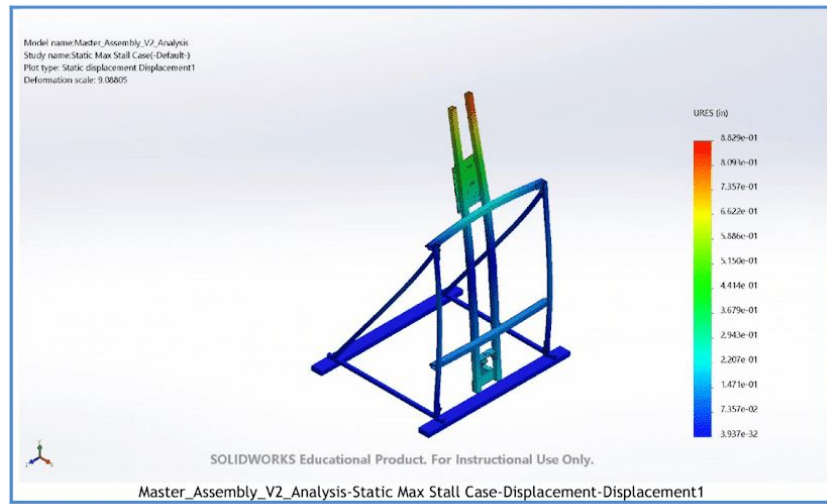 Model name:Master_Assembly_V2_Analysis
Study name:Static Max Stall Case(-Default-)
Plot type: Static displacement Displacement1
Deformation scale: 9.08805
URES (in)
8.829e-01
8.093e-01
7.357e-01
6.622e-01
5.886e-01
5.150e-01
4.414e-01
3.679e-01
2.943e-01
2.207e-01
1.471e-01
7.357e-02
3.937e-32
SOLIDWORKS Educational Product. For Instructional Use Only.
Master_Assembly_V2_Analysis-Static Max Stall Case-Displacement-Displacement1